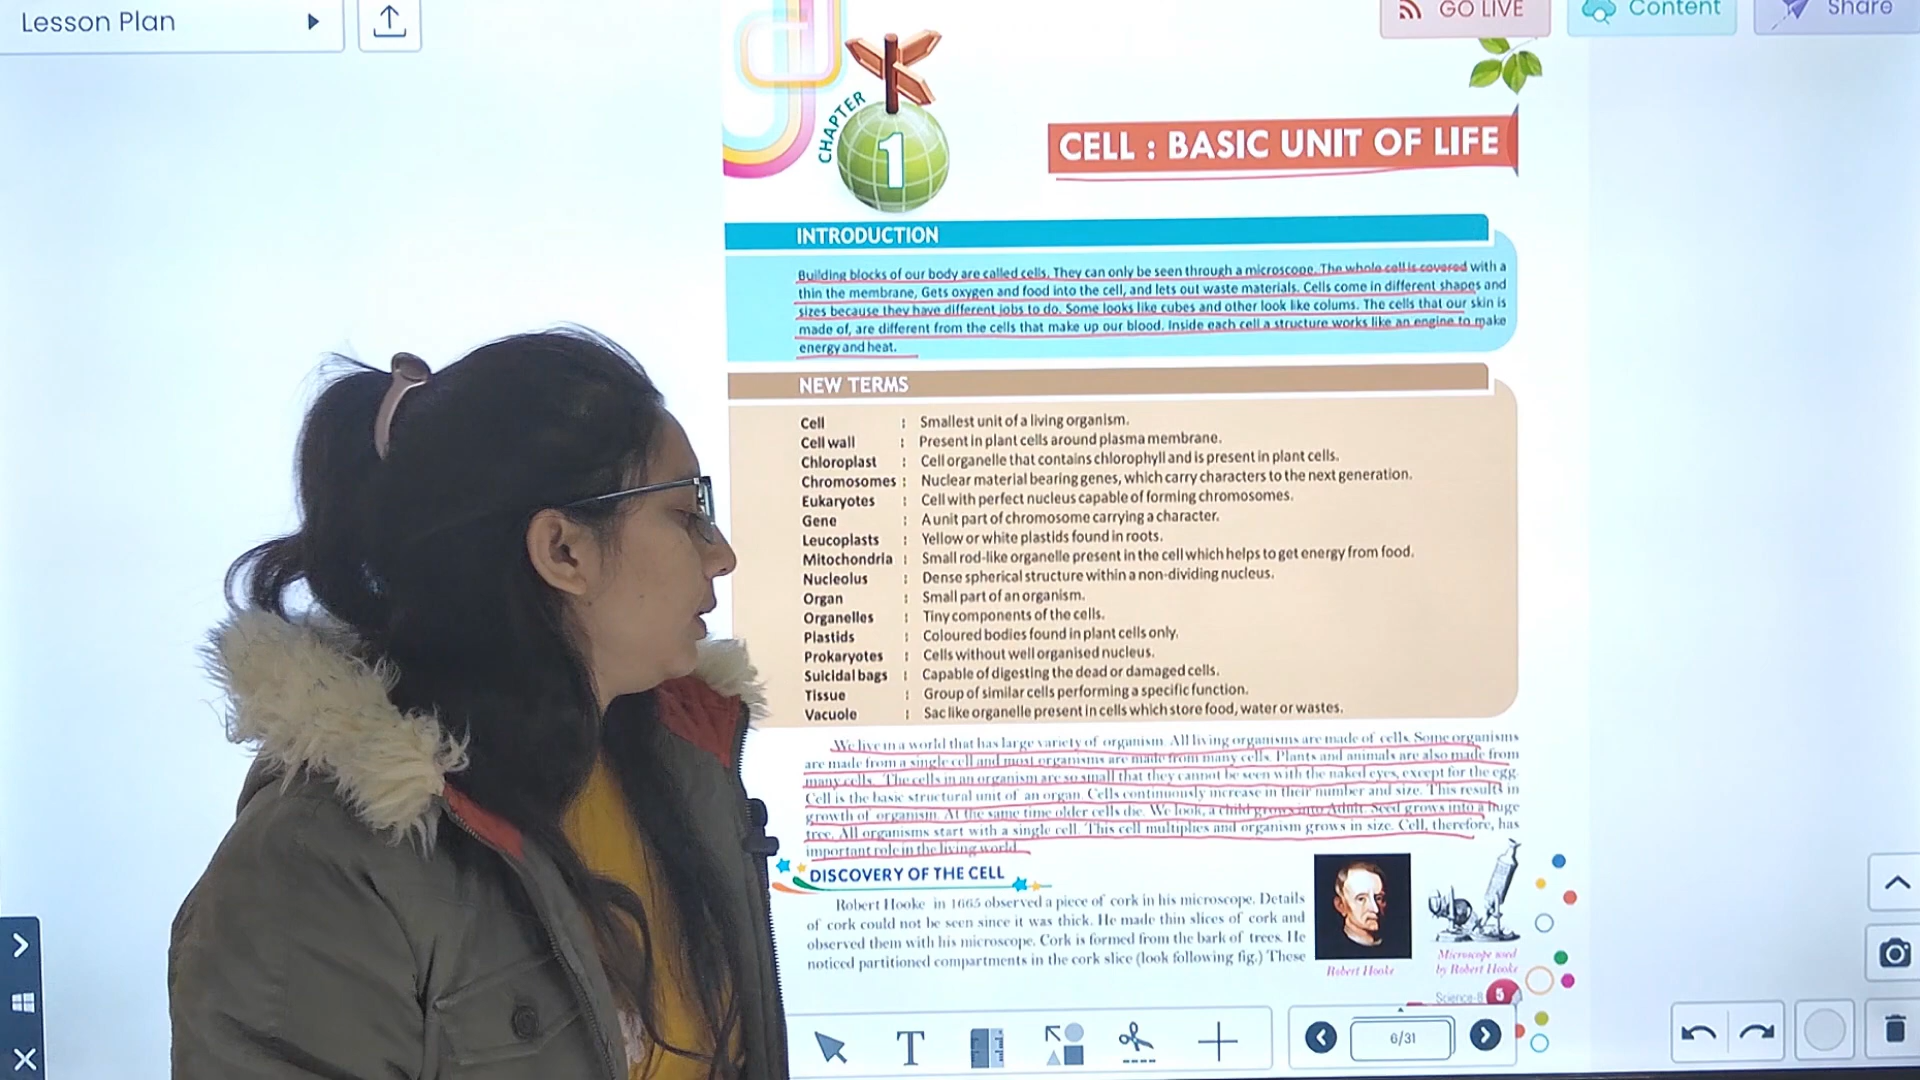 Lesson Plan
GO LIVE
Content
Share
CHAPTER
1
CELL : BASIC UNIT OF LIFE
INTRODUCTION
Building blocks of our body are called cells. They can only be seen through a microscope. The whole cell is covered with a
thin the membrane, Gets oxygen and food into the cell, and lets out waste materials. Cells come in different shapes and
sizes because they have different jobs to do. Some looks like cubes and other look like colums. The cells that our skin is
made of, are different from the cells that make up our blood. Inside each cell a structure works like an engine to make
energy and heat.
NEW TERMS
Cell : Smallest unit of a living organism.
Cell wall : Present in plant cells around plasma membrane.
Chloroplast : Cell organelle that contains chlorophyll and is present in plant cells.
Chromosomes : Nuclear material bearing genes, which carry characters to the next generation.
Eukaryotes : Cell with perfect nucleus capable of forming chromosomes.
Gene : A unit part of chromosome carrying a character.
Leucoplasts : Yellow or white plastids found in roots.
Mitochondria : Small rod-like organelle present in the cell which helps to get energy from food.
Nucleolus : Dense spherical structure within a non-dividing nucleus.
Organ : Small part of an organism.
Organelles : Tiny components of the cells.
Plastids : Coloured bodies found in plant cells only.
Prokaryotes : Cells without well organised nucleus.
Suicidal bags : Capable of digesting the dead or damaged cells.
Tissue : Group of similar cells performing a specific function.
Vacuole : Sac like organelle present in cells which store food, water or wastes.
We live in a world that has large variety of organism. All living organisms are made of cells. Some organisms
are made from a single cell and most organisms are made from many cells. Plants and animals are also made from
many cells. The cells in an organism are so small that they cannot be seen with the naked eyes, except for the egg.
Cell is the basic structural unit of an organ. Cells continuously increase in their number and size. This results in
growth of organism. At the same time older cells die. We look, a child grows into Adult. Seed grows into a huge
tree. All organisms start with a single cell. This cell multiplies and organism grows in size. Cell, therefore, has
important role in the living world.
DISCOVERY OF THE CELL
Robert Hooke in 1665 observed a piece of cork in his microscope. Details
of cork could not be seen since it was thick. He made thin slices of cork and
observed them with his microscope. Cork is formed from the bark of trees. He
noticed partitioned compartments in the cork slice (look following fig.) These
Robert Hooke
Microscope used
by Robert Hooke
Science-8 5
T
6/31